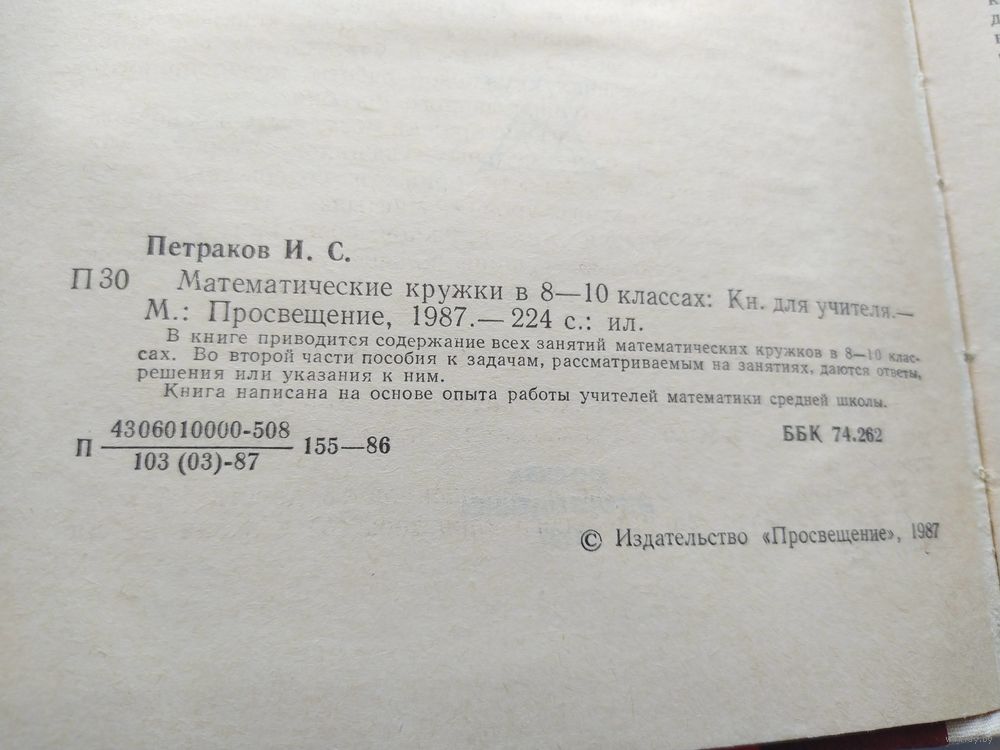 Петраков И. С.
П 30 Математические кружки в 8—10 классах: Кн. для учителя.—
М.: Просвещение, 1987.— 224 с.: ил.
В книге приводится содержание всех занятий математических кружков в 8—10 клас-
сах. Во второй части пособия к задачам, рассматриваемым на занятиях, даются ответы,
решения или указания к ним.
Книга написана на основе опыта работы учителей математики средней школы.
П 4306010000-508 155—86
103 (03)-87
ББК 74.262
© Издательство «Просвещение», 1987